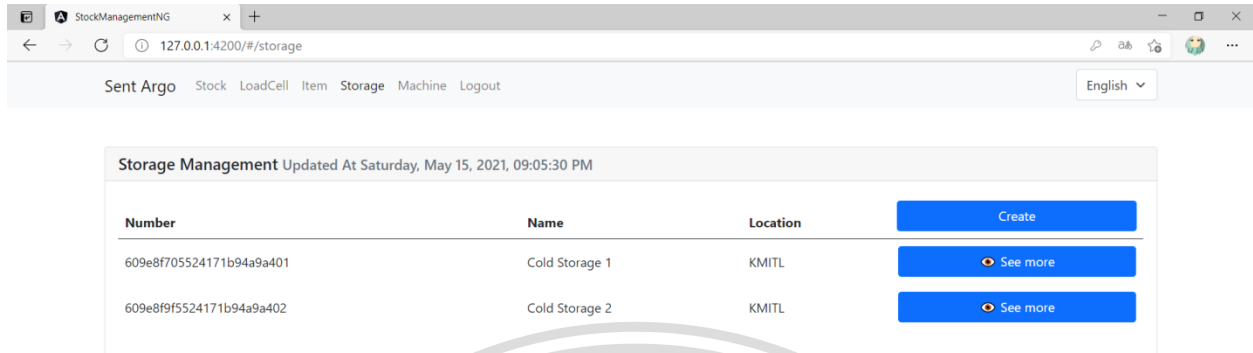 StockManagementNG
127.0.0.1:4200/#/storage
Sent Argo Stock LoadCell Item Storage Machine Logout English
Storage Management Updated At Saturday, May 15, 2021, 09:05:30 PM
Number Name Location Create
609e8f705524171b94a9a401 Cold Storage 1 KMITL See more
609e8f9f5524171b94a9a402 Cold Storage 2 KMITL See more